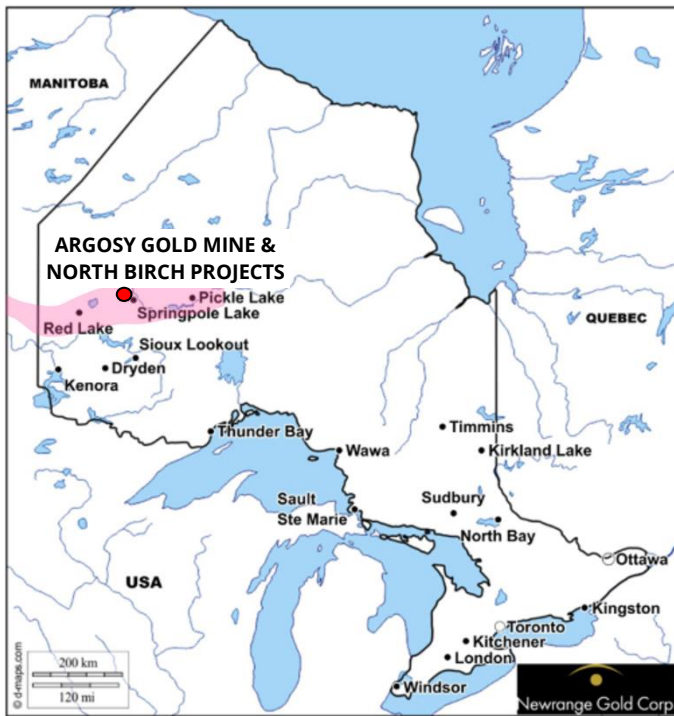 MANITOBA
ARGOSY GOLD MINE &
NORTH BIRCH PROJECTS
Pickle Lake
Springpole Lake
Red Lake
QUEBEC
Sioux Lookout
Dryden
Kenora
Thunder Bay
Timmins
Wawa
Kirkland Lake
Sault
Ste Marie
Sudbury
North Bay
USA
Ottawa
Kingston
Toronto
Kitchener
London
Windsor
200 km
120 mi
© d-maps.com
Newrange Gold Corp